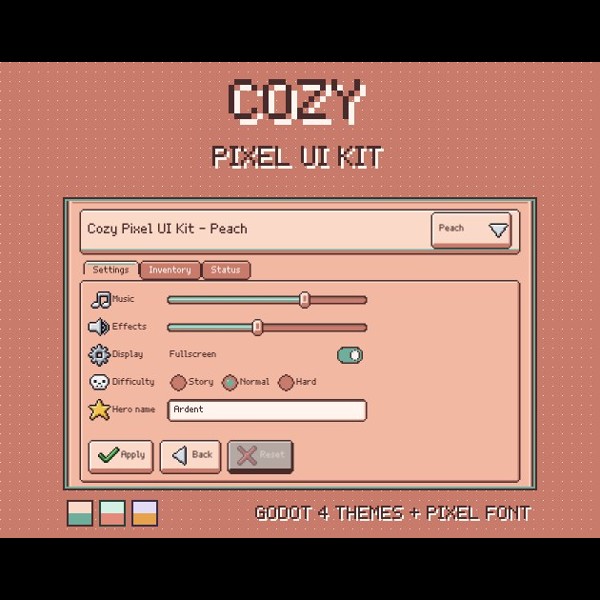 COZY
PIXEL UI KIT
Cozy Pixel UI Kit - Peach
Peach
Settings Inventory Status
Music
Effects
Display Fullscreen
Difficulty Story Normal Hard
Hero name Ardent
Apply Back Reset
GODOT 4 THEMES + PIXEL FONT